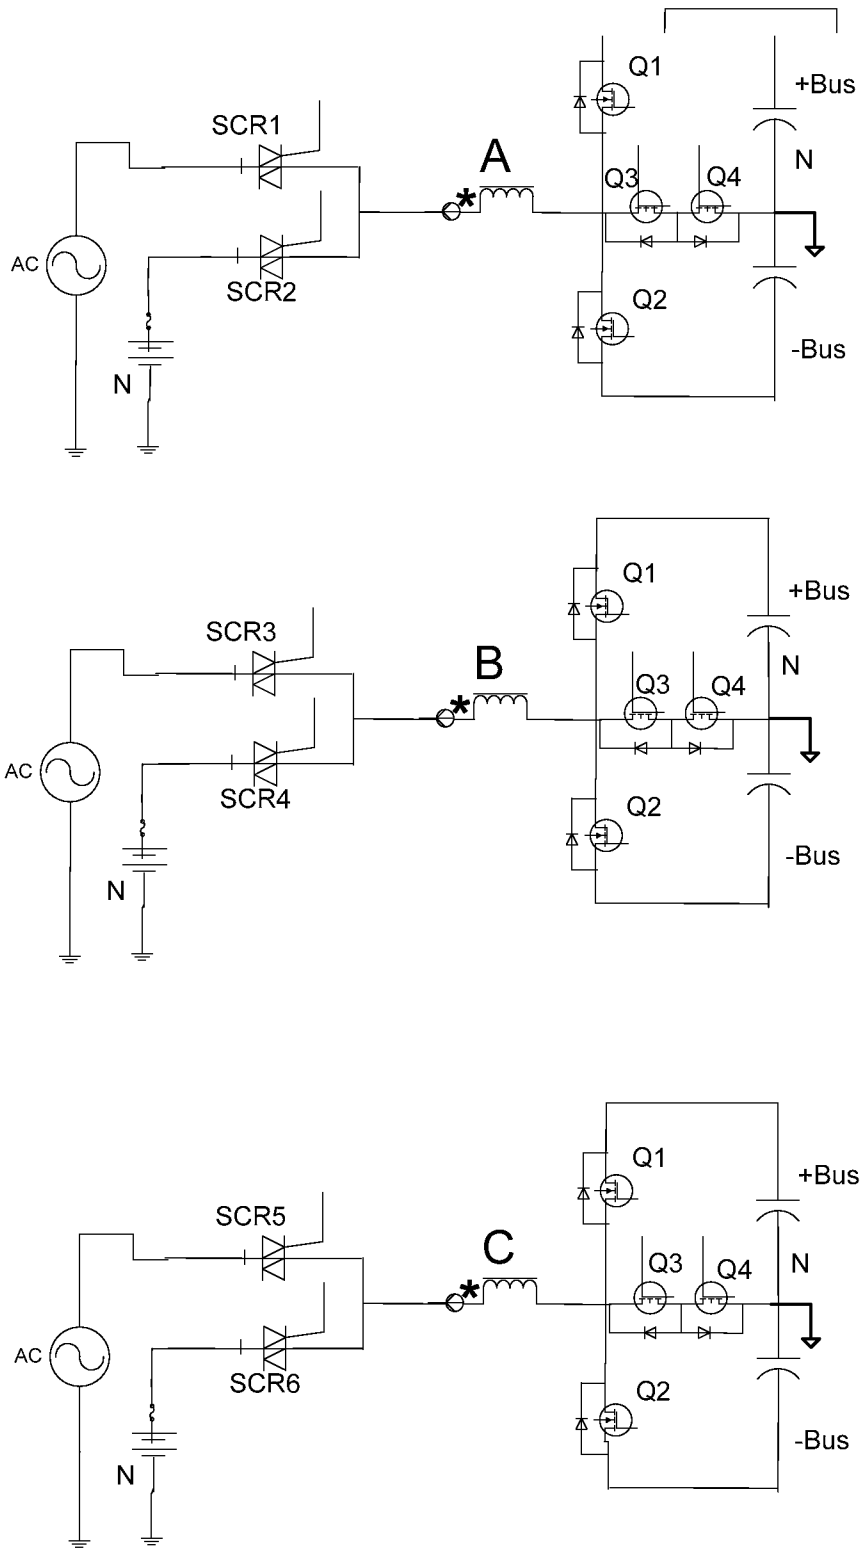 Q1
+Bus
SCR1
A
*
N
Q3
Q4
AC
SCR2
Q2
-Bus
N
Q1
+Bus
SCR3
B
*
N
Q3
Q4
AC
SCR4
Q2
-Bus
N
Q1
+Bus
SCR5
C
*
N
Q3
Q4
AC
SCR6
Q2
-Bus
N